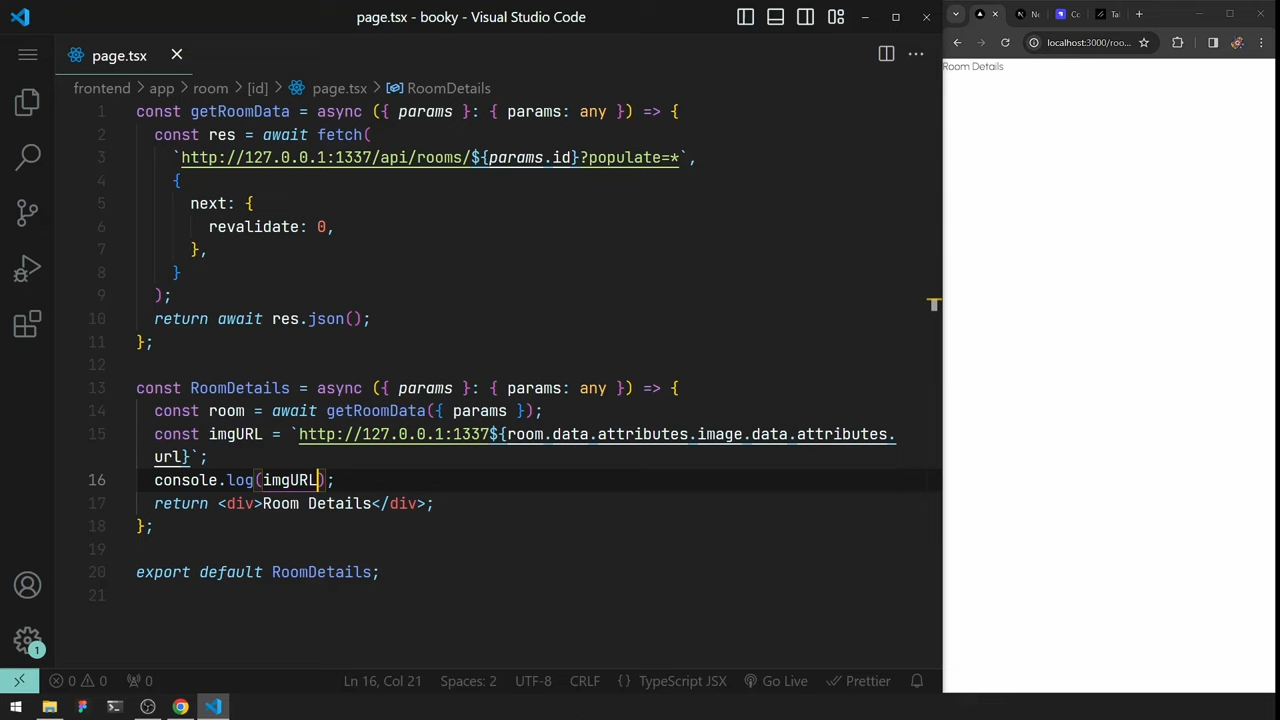 page.tsx - booky - Visual Studio Code
page.tsx
frontend app room [id] page.tsx RoomDetails
1 const getRoomData = async ({ params }: { params: any }) => {
2 const res = await fetch(
3 `http://127.0.0.1:1337/api/rooms/${params.id}?populate=*`,
4 {
5 next: {
6 revalidate: 0,
7 },
8 }
9 );
10 return await res.json();
11 };
12
13 const RoomDetails = async ({ params }: { params: any }) => {
14 const room = await getRoomData({ params });
15 const imgURL = `http://127.0.0.1:1337${room.data.attributes.image.data.attributes.
url}`;
16 console.log(imgURL);
17 return <div>Room Details</div>;
18 };
19
20 export default RoomDetails;
21
1
0 0 0 Ln 16, Col 21 Spaces: 2 UTF-8 CRLF {} TypeScript JSX Go Live Prettier
Co
Tai
localhost:3000/roo...
Room Details